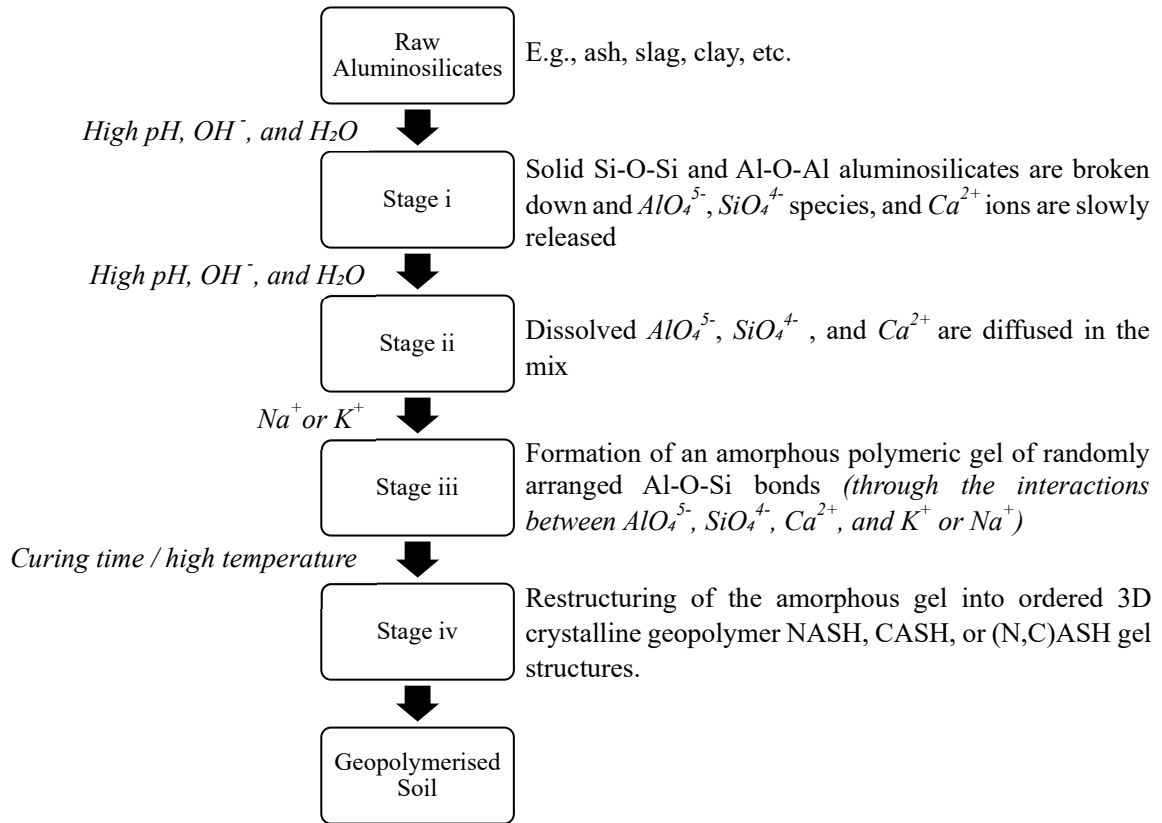 Raw
Aluminosilicates
E.g., ash, slag, clay, etc.
High pH, OH⁻, and H₂O
Stage i
Solid Si-O-Si and Al-O-Al aluminosilicates are broken
down and AlO₄⁵⁻, SiO₄⁴⁻ species, and Ca²⁺ ions are slowly
released
High pH, OH⁻, and H₂O
Stage ii
Dissolved AlO₄⁵⁻, SiO₄⁴⁻ , and Ca²⁺ are diffused in the
mix
Na⁺or K⁺
Stage iii
Formation of an amorphous polymeric gel of randomly
arranged Al-O-Si bonds (through the interactions
between AlO₄⁵⁻, SiO₄⁴⁻, Ca²⁺, and K⁺ or Na⁺)
Curing time / high temperature
Stage iv
Restructuring of the amorphous gel into ordered 3D
crystalline geopolymer NASH, CASH, or (N,C)ASH gel
structures.
Geopolymerised
Soil